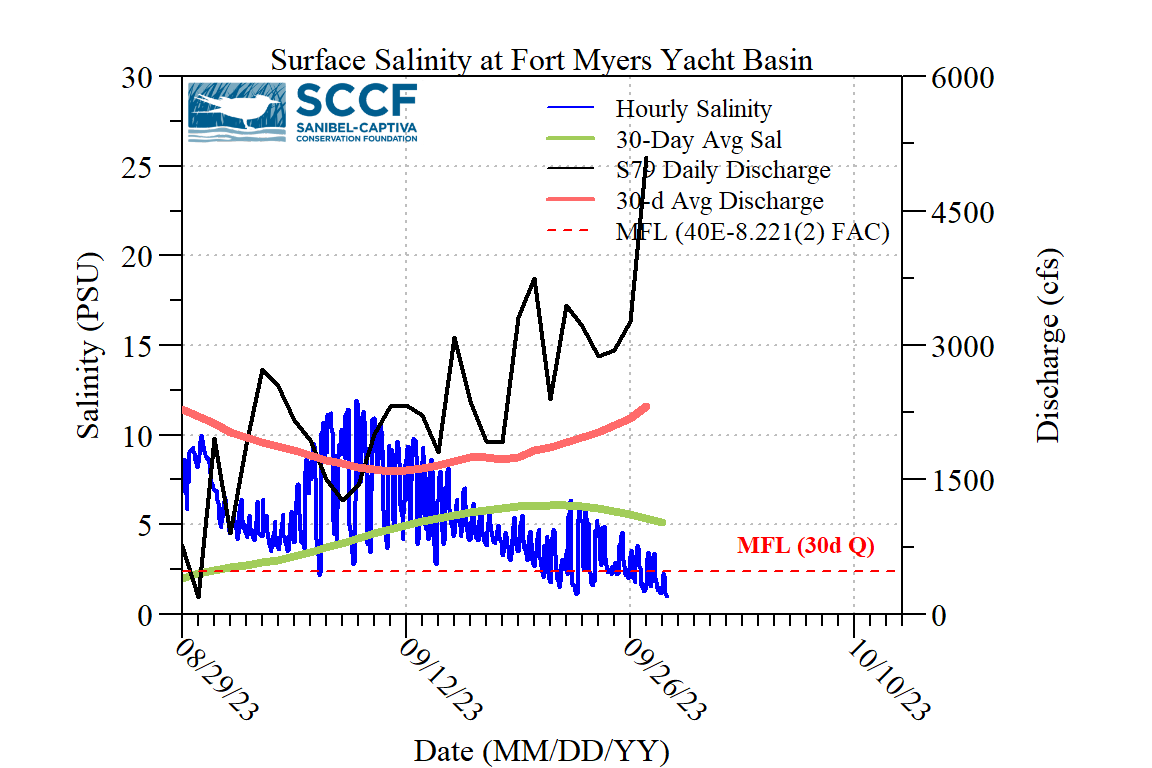 Surface Salinity at Fort Myers Yacht Basin
SCCF
SANIBEL-CAPTIVA
CONSERVATION FOUNDATION
Hourly Salinity
30-Day Avg Sal
S79 Daily Discharge
30-d Avg Discharge
MFL (40E-8.221(2) FAC)
MFL (30d Q)
Salinity (PSU)
30
25
20
15
10
5
0
6000
4500
3000
1500
0
Discharge (cfs)
08/29/23
09/12/23
09/26/23
10/10/23
Date (MM/DD/YY)